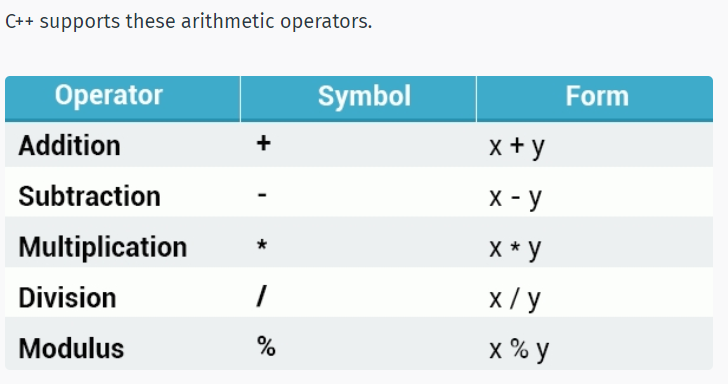 C++ supports these arithmetic operators.
Operator Symbol Form
Addition + x + y
Subtraction - x - y
Multiplication * x * y
Division / x / y
Modulus % x % y